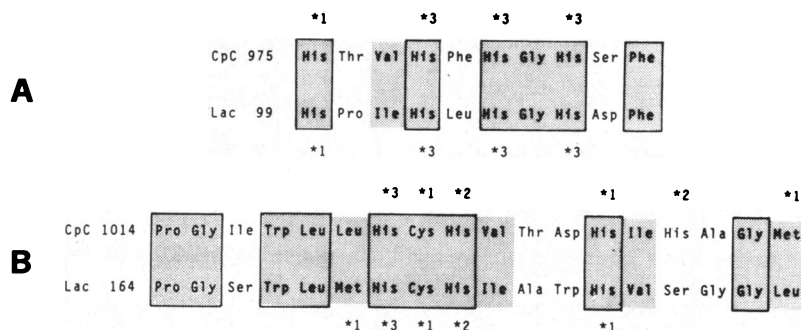 *1 *3 *3 *3
CpC 975 His Thr Val His Phe His Gly His Ser Phe
A
Lac 99 His Pro Ile His Leu His Gly His Asp Phe
*1 *3 *3 *3
*3 *1 *2 *1 *2 *1
CpC 1014 Pro Gly Ile Trp Leu Leu His Cys His Val Thr Asp His Ile His Ala Gly Met
B
Lac 164 Pro Gly Ser Trp Leu Met His Cys His Ile Ala Trp His Val Ser Gly Gly Leu
*1 *3 *1 *2 *1